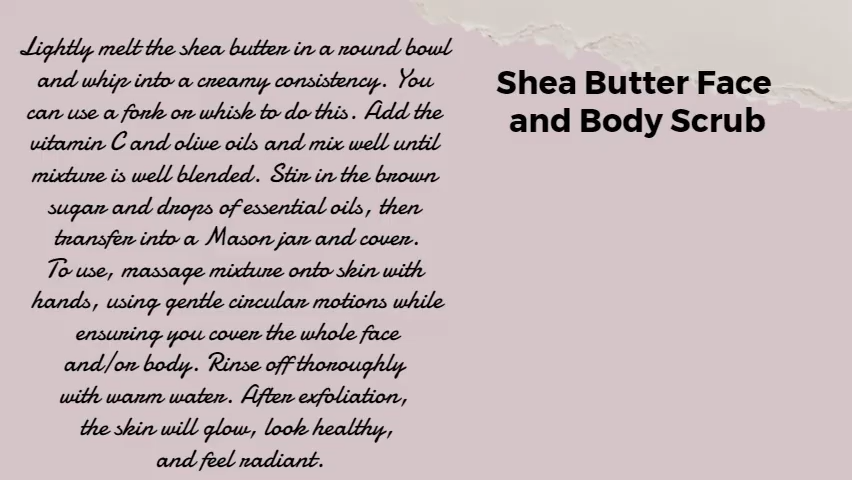 Lightly melt the shea butter in a round bowl
and whip into a creamy consistency. You
can use a fork or whisk to do this. Add the
vitamin C and olive oils and mix well until
mixture is well blended. Stir in the brown
sugar and drops of essential oils, then
transfer into a Mason jar and cover.
To use, massage mixture onto skin with
hands, using gentle circular motions while
ensuring you cover the whole face
and/or body. Rinse off thoroughly
with warm water. After exfoliation,
the skin will glow, look healthy,
and feel radiant.
Shea Butter Face
and Body Scrub